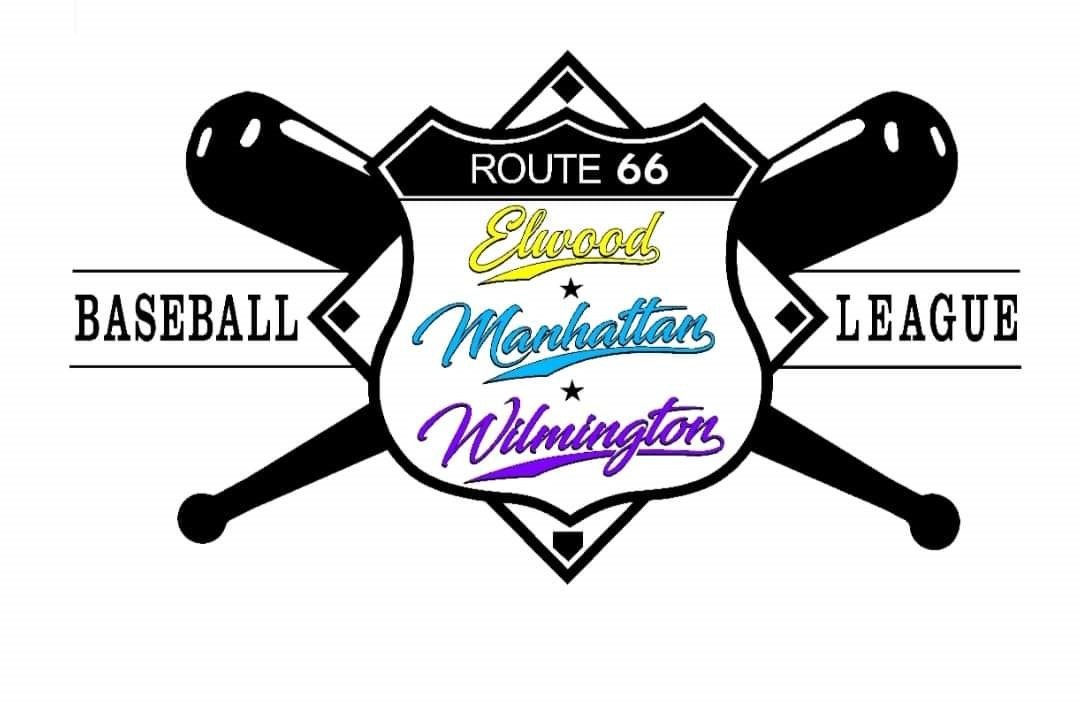 ROUTE 66
Elwood
Manhattan
Wilmington
BASEBALL LEAGUE